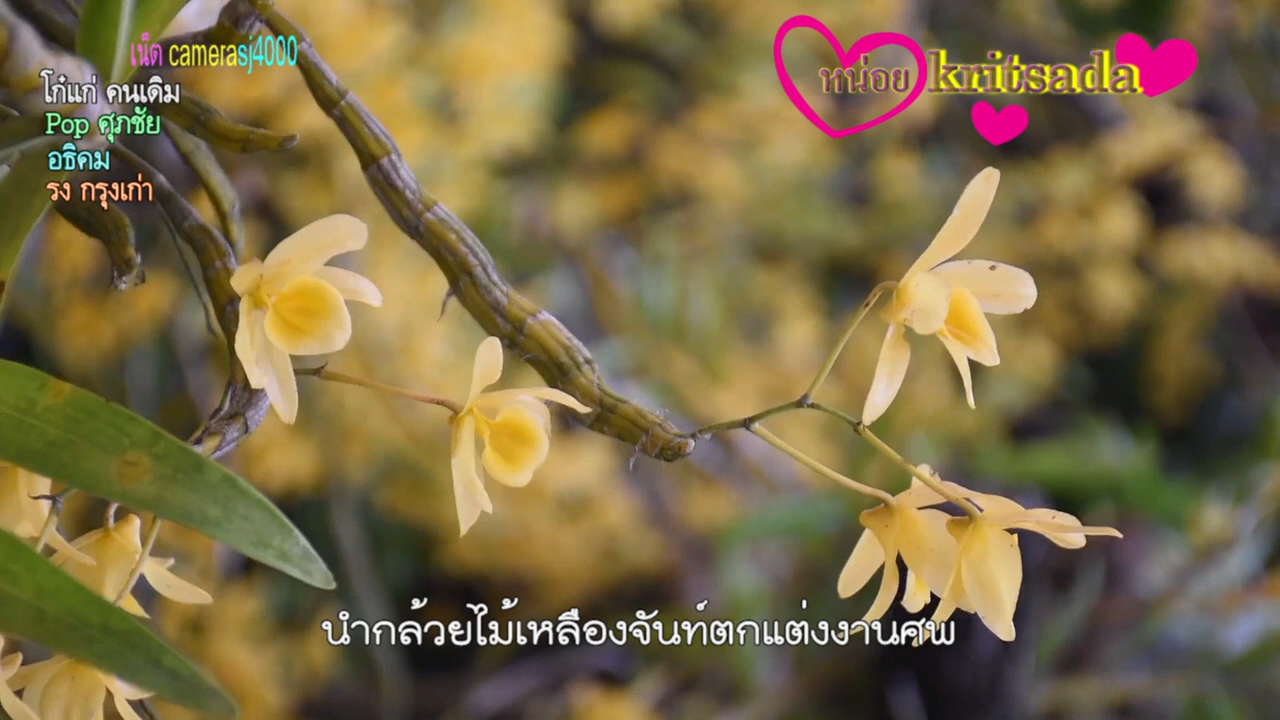 เน็ต camerasj4000
โก๋แก่ คนเดิม
Pop ศุภชัย
อธิคม
รง กรุงเก่า
หน่อย kritsada
นำกล้วยไม้เหลืองจันท์ตกแต่งงานศพ